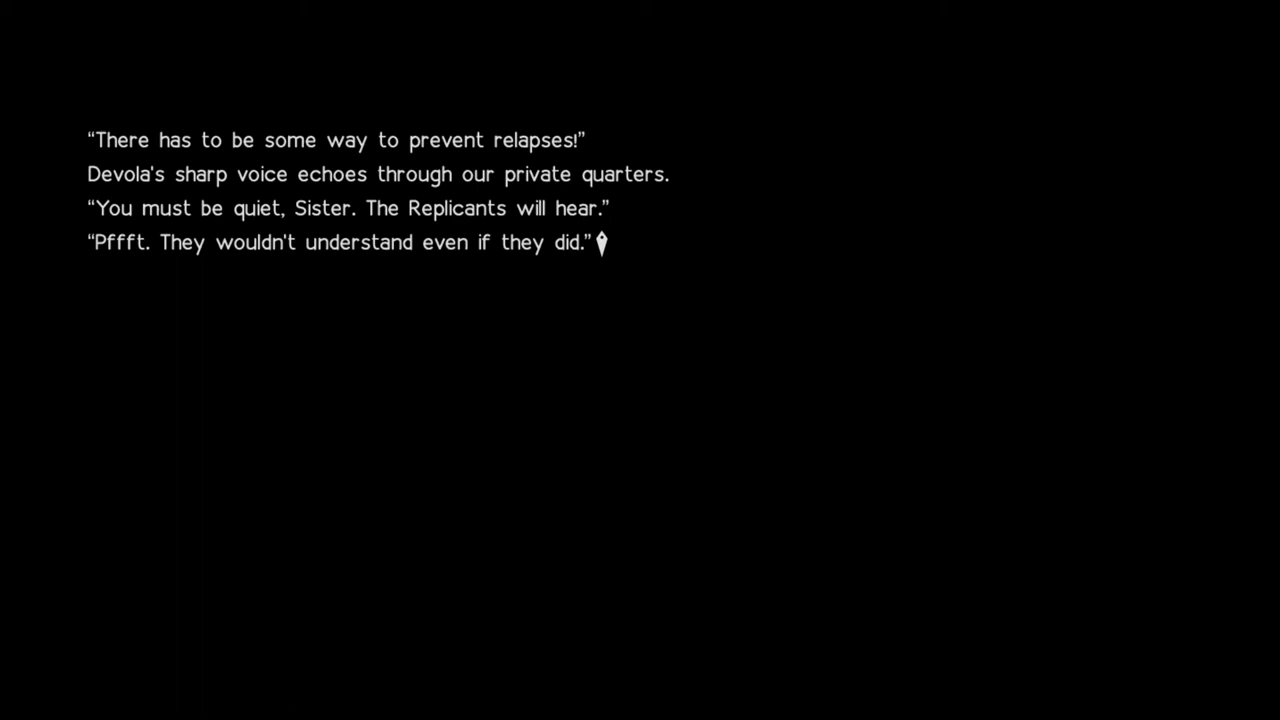 “There has to be some way to prevent relapses!”
Devola's sharp voice echoes through our private quarters.
“You must be quiet, Sister. The Replicants will hear.”
“Pffft. They wouldn't understand even if they did.”